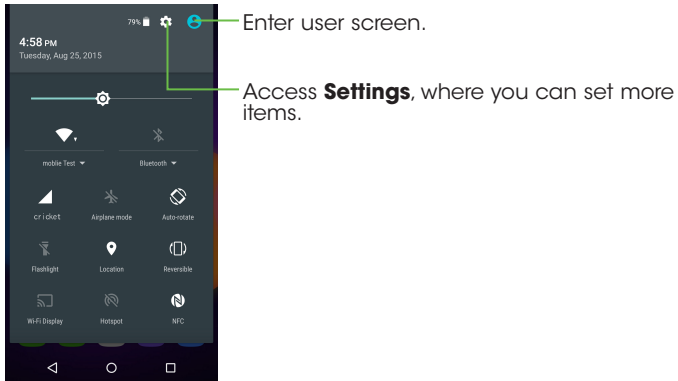 79%
4:58 PM
Tuesday, Aug 25, 2015
Enter user screen.
Access Settings, where you can set more
items.
moblie Test
Bluetooth
cricket
Airplane mode
Auto-rotate
Flashlight
Location
Reversible
Wi-Fi Display
Hotspot
NFC